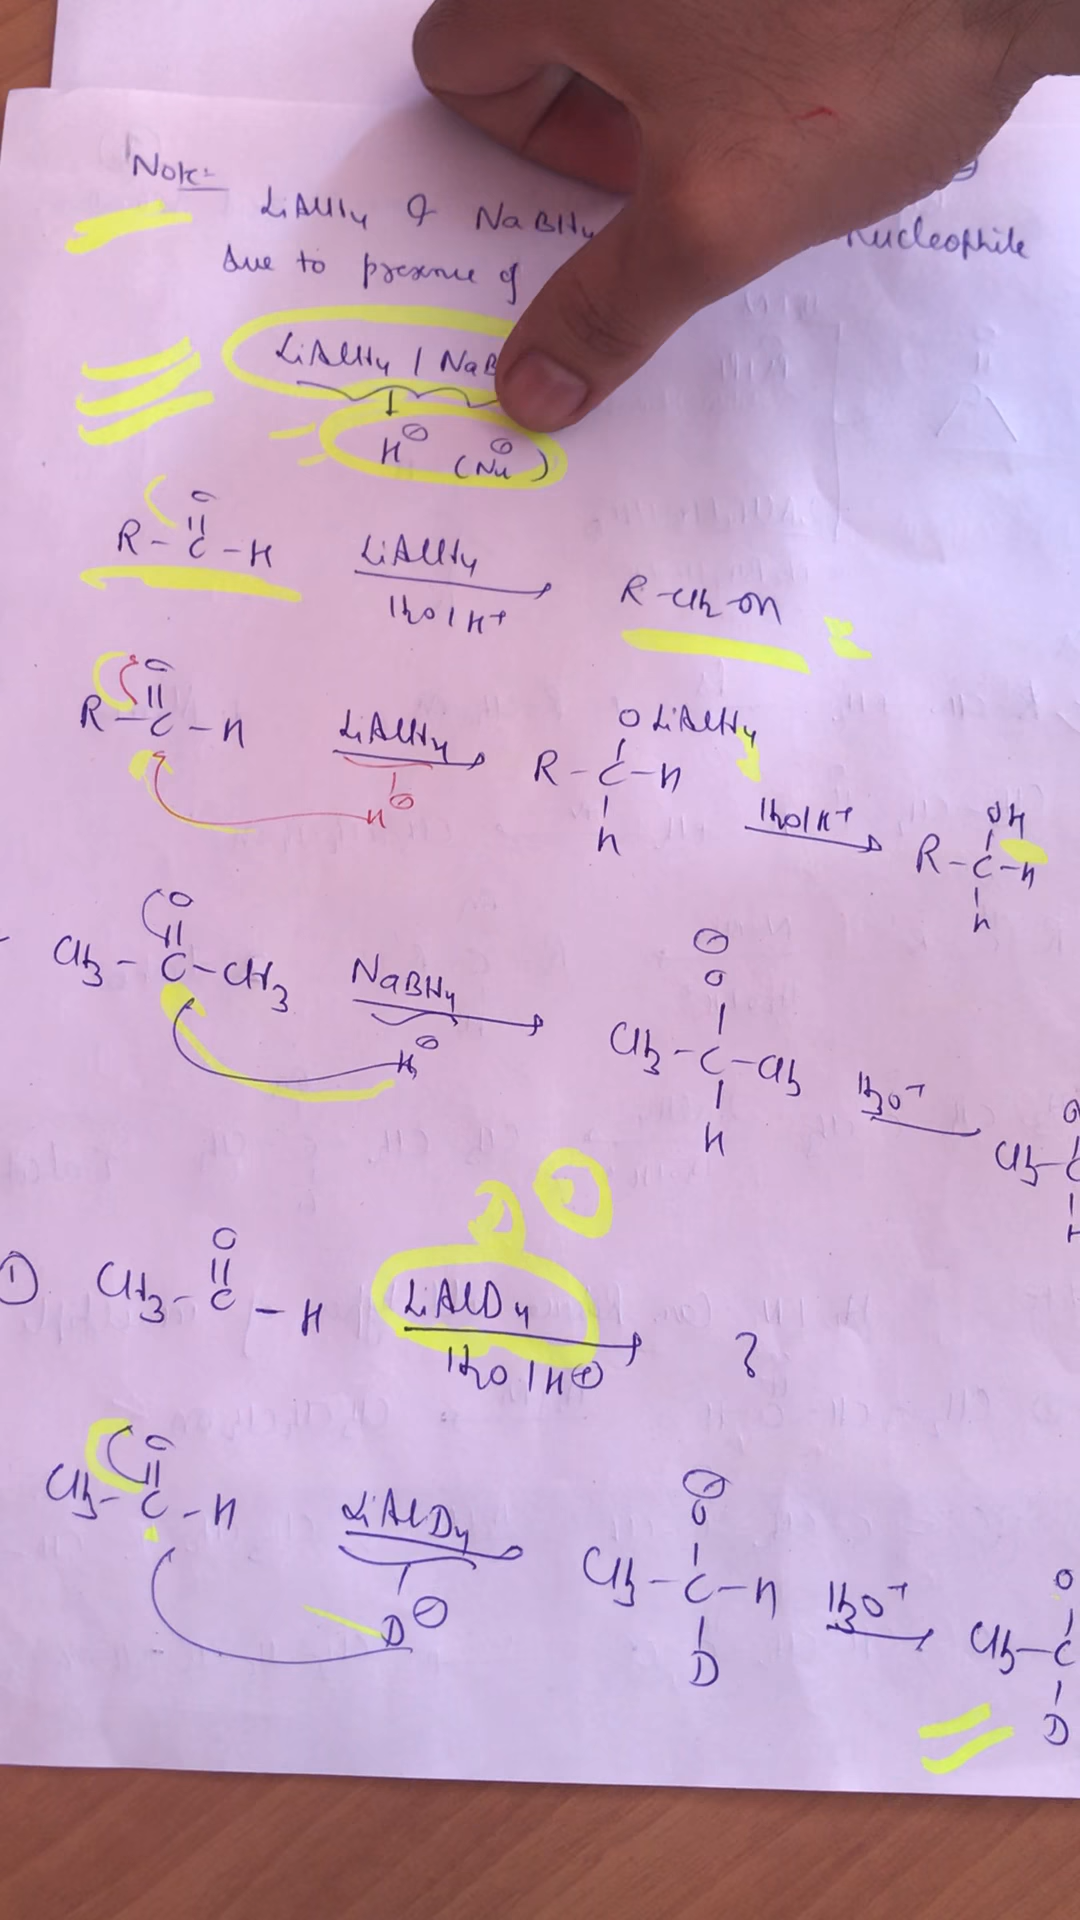 Note:-
LiAlH4 & NaBH4 Nucleophile
due to presence of
LiAlH4 / NaB
H⊖ (Nu⊖)
O
R - C - H LiAlH4 R - CH2 - OH
H2O / H+
O
R - C - H LiAlH4 O LiAlH4
H⊖ R - C - H H2O / H+ OH
H R - C - H
H
O
CH3 - C - CH3 NaBH4 ⊖
H⊖ O
CH3 - C - CH3 H3O+
H CH3 - C
H
① CH3 - C - H LiAlD4 ?
O H2O / H⊕
O
CH3 - C - H LiAlD4 ⊖
D⊖ O
CH3 - C - H H3O+ O
D CH3 - C
D